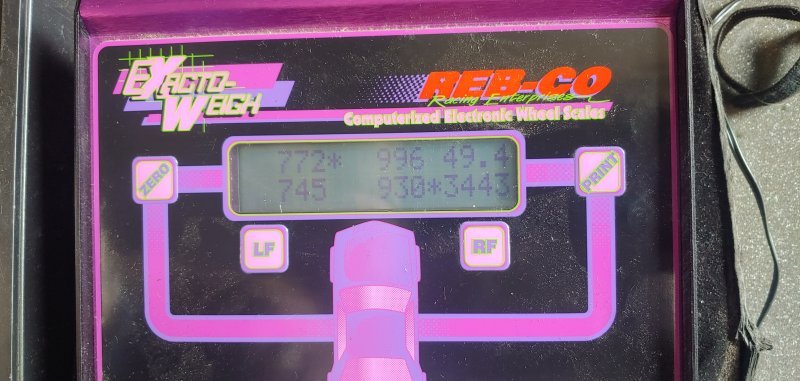 EXACTO-WEIGH
REB-CO
Racing Enterprises
Computerized Electronic Wheel Scales
772* 996 49.4
745 930*3443
ZERO
PRINT
LF
RF